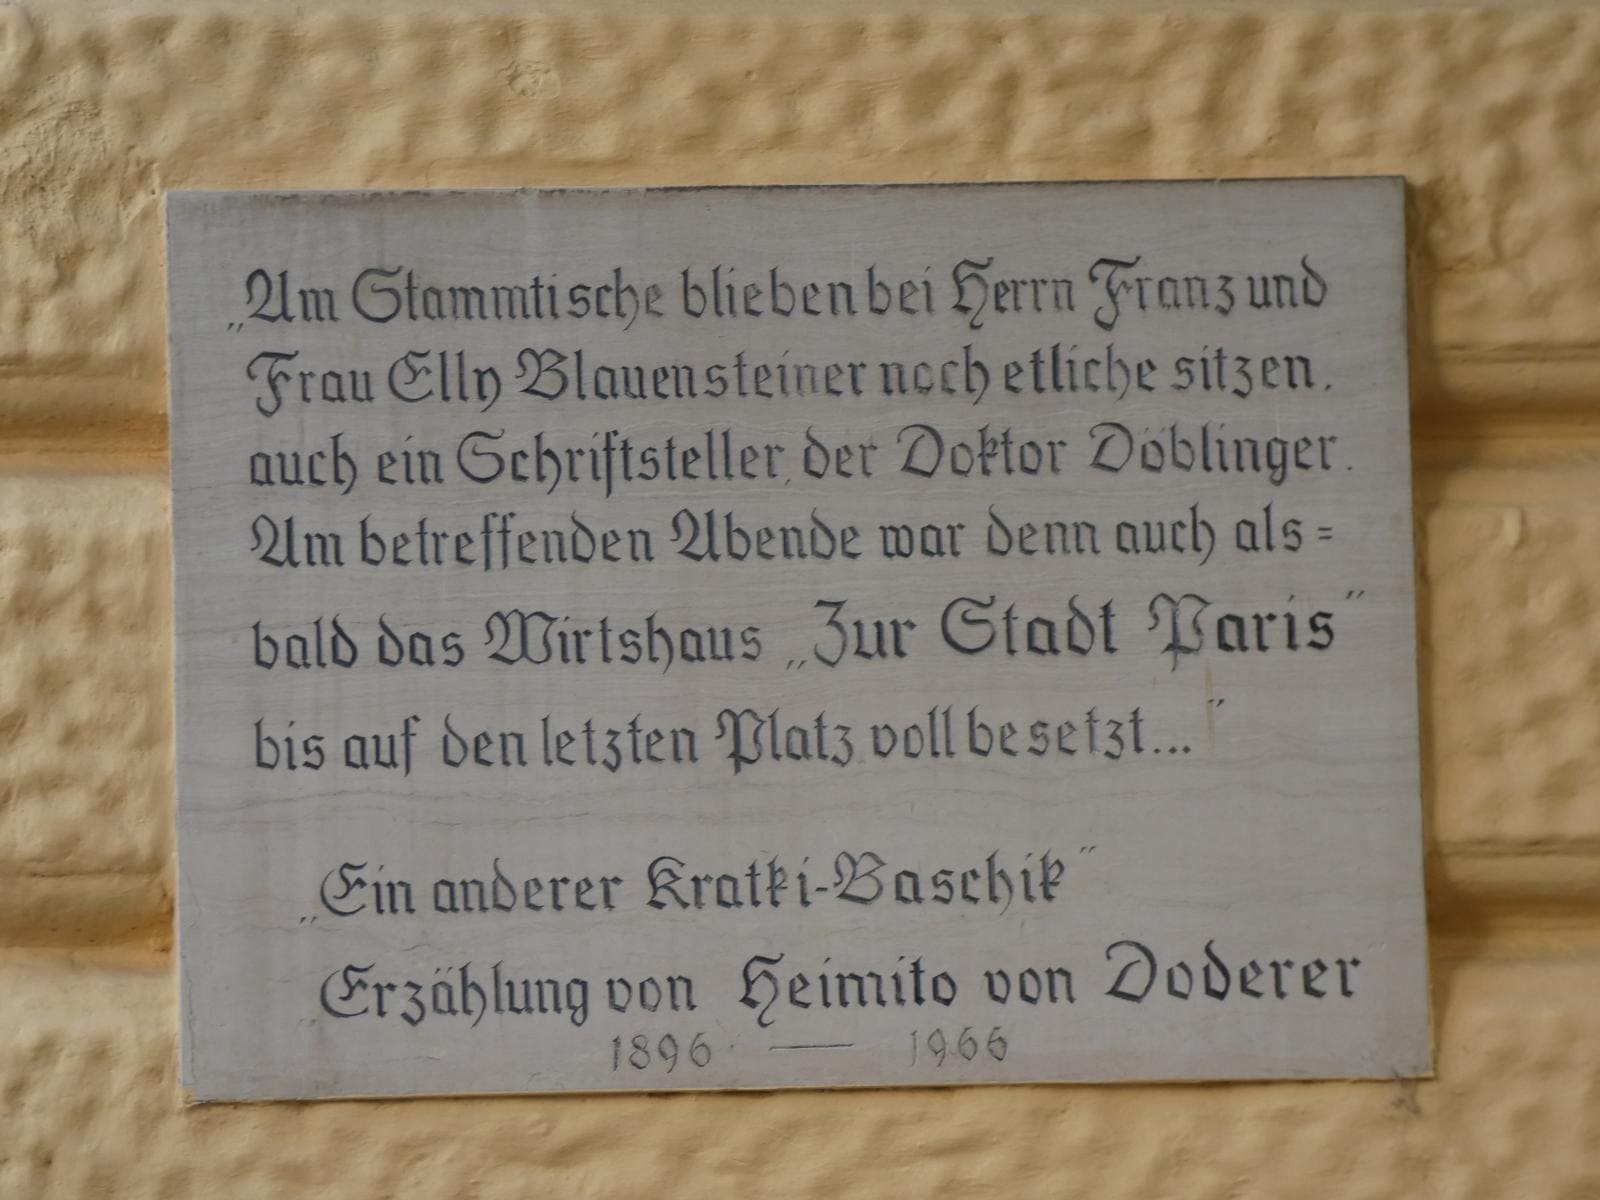 „Am Stammtische blieben bei Herrn Franz und
Frau Elly Blauensteiner noch etliche sitzen,
auch ein Schriftsteller, der Doktor Döblinger.
Am betreffenden Abende war denn auch als=
bald das Wirtshaus „Zur Stadt Paris"
bis auf den letzten Platz voll besetzt..."
„Ein anderer Kratki-Baschik"
Erzählung von Heimito von Doderer
1896 — 1966